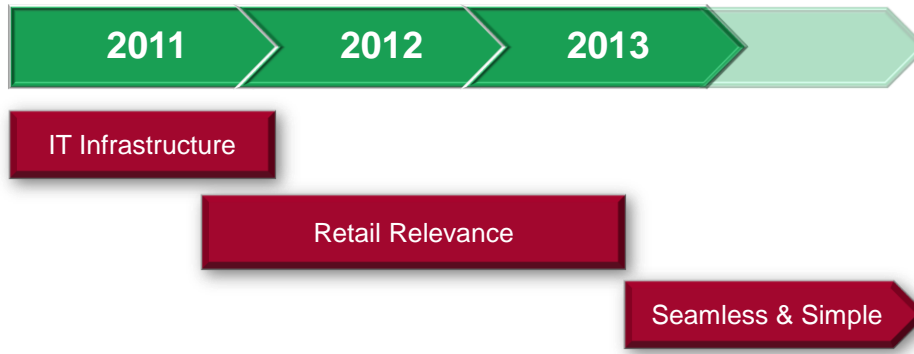 2011 2012 2013
IT Infrastructure
Retail Relevance
Seamless & Simple